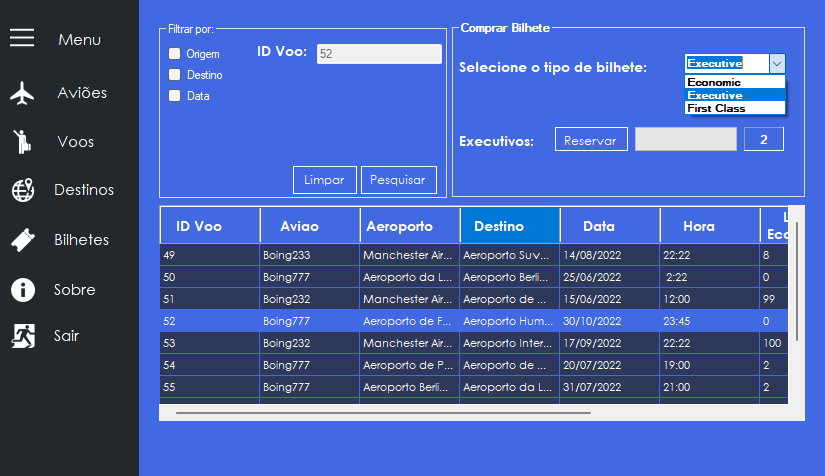 Menu
Aviões
Voos
Destinos
Bilhetes
Sobre
Sair
Filtrar por:
Origem
Destino
Data
ID Voo: 52
Limpar Pesquisar
Comprar Bilhete
Selecione o tipo de bilhete: Executive
Economic
Executive
First Class
Executivos: Reservar 2
ID Voo Aviao Aeroporto Destino Data Hora L
Eco
49 Boing233 Manchester Air... Aeroporto Suv... 14/08/2022 22:22 8
50 Boing777 Aeroporto da L... Aeroporto Berli... 25/06/2022 2:22 0
51 Boing232 Manchester Air... Aeroporto de ... 15/06/2022 12:00 99
52 Boing777 Aeroporto de F... Aeroporto Hum... 30/10/2022 23:45 0
53 Boing232 Manchester Air... Aeroporto Inter... 17/09/2022 22:22 100
54 Boing777 Aeroporto de P... Aeroporto de ... 20/07/2022 19:00 2
55 Boing777 Aeroporto Berli... Aeroporto da L... 31/07/2022 21:00 2